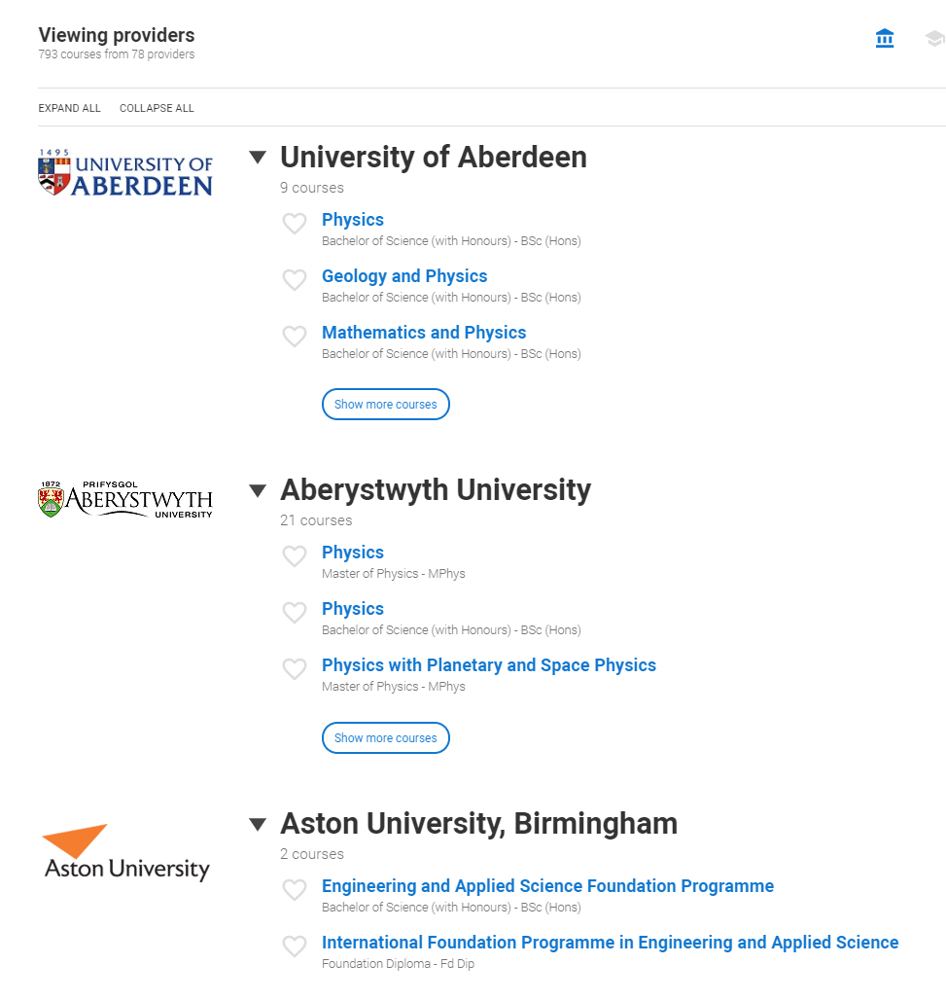 Viewing providers
793 courses from 78 providers
EXPAND ALL COLLAPSE ALL
1495
UNIVERSITY OF
ABERDEEN
University of Aberdeen
9 courses
Physics
Bachelor of Science (with Honours) - BSc (Hons)
Geology and Physics
Bachelor of Science (with Honours) - BSc (Hons)
Mathematics and Physics
Bachelor of Science (with Honours) - BSc (Hons)
Show more courses
1872 PRIFYSGOL
ABERYSTWYTH
UNIVERSITY
Aberystwyth University
21 courses
Physics
Master of Physics - MPhys
Physics
Bachelor of Science (with Honours) - BSc (Hons)
Physics with Planetary and Space Physics
Master of Physics - MPhys
Show more courses
Aston University
Aston University, Birmingham
2 courses
Engineering and Applied Science Foundation Programme
Bachelor of Science (with Honours) - BSc (Hons)
International Foundation Programme in Engineering and Applied Science
Foundation Diploma - Fd Dip